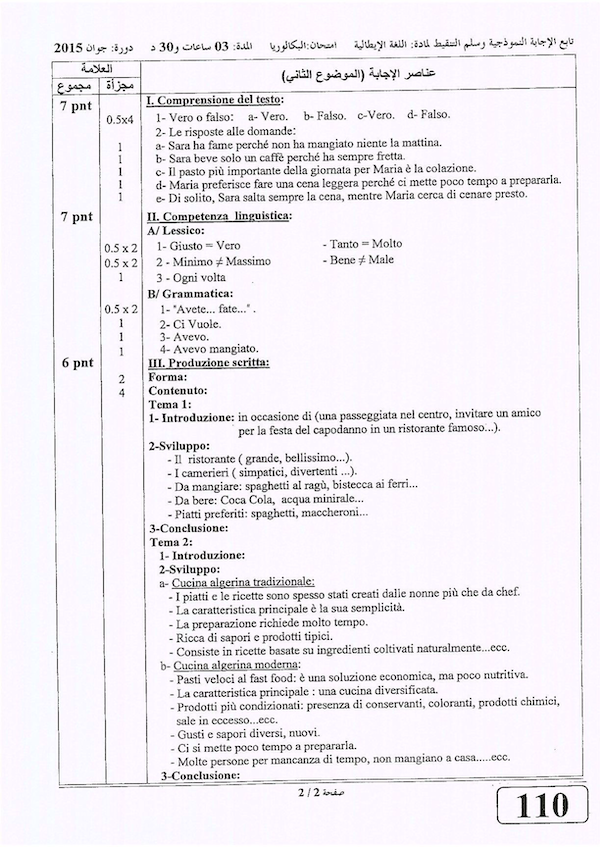 تابع الإجابة النموذجية وسلم التنقيط لمادة: اللغة الإيطالية امتحان:البكالوريا المدة: 03 ساعات و30 د دورة: جوان 2015
عناصر الإجابة (الموضوع الثاني) العلامة
مجزأة مجموع
7 pnt I. Comprensione del testo:
0.5x4 1- Vero o falso: a- Vero. b- Falso. c-Vero. d- Falso.
2- Le risposte alle domande:
1 a- Sara ha fame perché non ha mangiato niente la mattina.
1 b- Sara beve solo un caffè perché ha sempre fretta.
1 c- Il pasto più importante della giornata per Maria è la colazione.
1 d- Maria preferisce fare una cena leggera perché ci mette poco tempo a prepararla.
1 e- Di solito, Sara salta sempre la cena, mentre Maria cerca di cenare presto.
7 pnt II. Competenza linguistica:
A/ Lessico:
0.5 x 2 1- Giusto = Vero - Tanto = Molto
0.5 x 2 2 - Minimo ≠ Massimo - Bene ≠ Male
1 3 - Ogni volta
B/ Grammatica:
0.5 x 2 1- "Avete... fate..." .
1 2- Ci Vuole.
1 3- Avevo.
1 4- Avevo mangiato.
6 pnt III. Produzione scritta:
2 Forma:
4 Contenuto:
Tema 1:
1- Introduzione: in occasione di (una passeggiata nel centro, invitare un amico
per la festa del capodanno in un ristorante famoso...).
2-Sviluppo:
- Il ristorante ( grande, bellissimo...).
- I camerieri ( simpatici, divertenti ...).
- Da mangiare: spaghetti al ragù, bistecca ai ferri...
- Da bere: Coca Cola, acqua minirale...
- Piatti preferiti: spaghetti, maccheroni...
3-Conclusione:
Tema 2:
1- Introduzione:
2-Sviluppo:
a- Cucina algerina tradizionale:
- I piatti e le ricette sono spesso stati creati dalle nonne più che da chef.
- La caratteristica principale è la sua semplicità.
- La preparazione richiede molto tempo.
- Ricca di sapori e prodotti tipici.
- Consiste in ricette basate su ingredienti coltivati naturalmente...ecc.
b- Cucina algerina moderna:
- Pasti veloci al fast food: è una soluzione economica, ma poco nutritiva.
- La caratteristica principale : una cucina diversificata.
- Prodotti più condizionati: presenza di conservanti, coloranti, prodotti chimici,
sale in eccesso...ecc.
- Gusti e sapori diversi, nuovi.
- Ci si mette poco tempo a prepararla.
- Molte persone per mancanza di tempo, non mangiano a casa.....ecc.
3-Conclusione:
صفحة 2 / 2
110